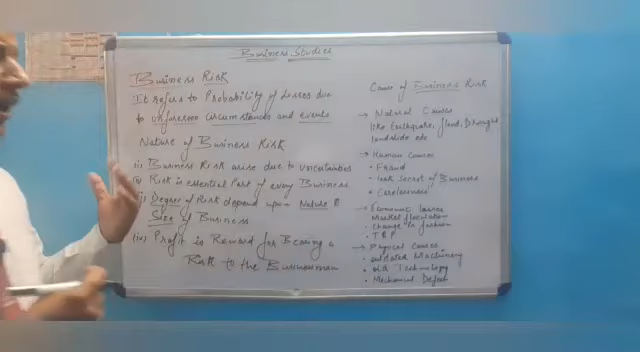 Business Studies
Business Risk
It refers to Probability of losses due
to unforeseen circumstances and events
Nature of Business Risk
(i) Business Risk arise due to uncertainties
(ii) Risk is essential Part of every Business
Degree of Risk depend upon Nature &
Size of Business
(iv) Profit is Reward for Bearing a
Risk to the Businessman
Cause of Business Risk
→ Natural Causes
like Earthquake, flood, Drought
landslide etc
→ Human causes
• Fraud
• leak secret of Business
• Carelessness
→ Economic causes
Market fluctuation
• Change in fashion
→ Physical causes
• outdated Machinery
• old Technology
• Mechanical Defect